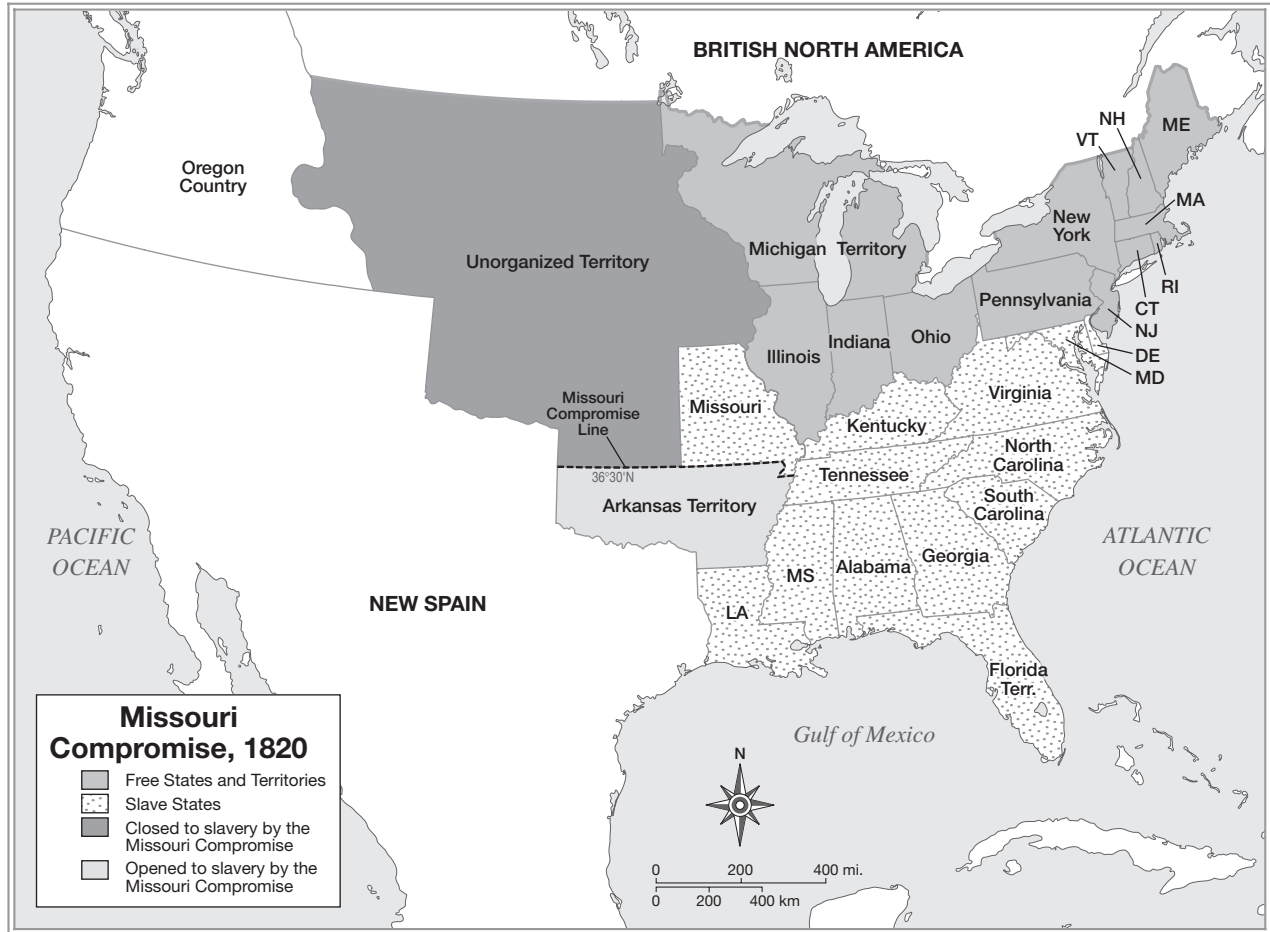 BRITISH NORTH AMERICA
NH
VT
ME
MA
Oregon
Country
New
York
Michigan Territory
Unorganized Territory
RI
Pennsylvania
CT
NJ
Indiana
Ohio
Illinois
DE
MD
Virginia
Missouri
Compromise
Line
Missouri
Kentucky
North
Carolina
36°30'N
Tennessee
Arkansas Territory
South
Carolina
PACIFIC
OCEAN
ATLANTIC
OCEAN
Georgia
MS
Alabama
NEW SPAIN
LA
Florida
Terr.
Gulf of Mexico
Missouri
Compromise, 1820
Free States and Territories
Slave States
Closed to slavery by the
Missouri Compromise
Opened to slavery by the
Missouri Compromise
N
0 200 400 mi.
0 200 400 km